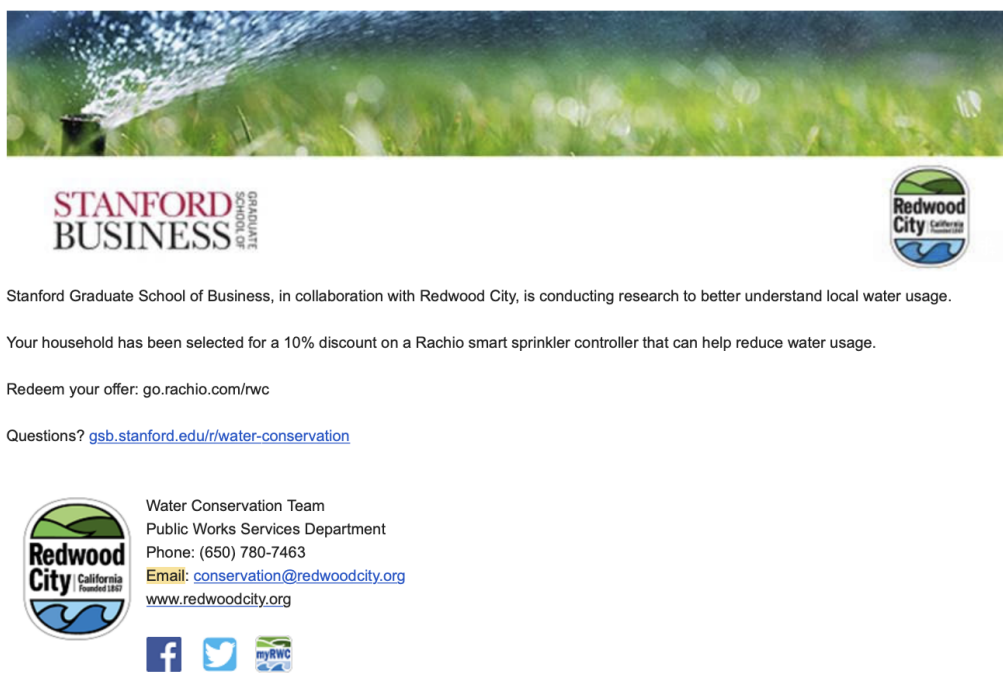 STANFORD
BUSINESS
GRADUATE
SCHOOL OF
Redwood
City California
Founded 1867
Stanford Graduate School of Business, in collaboration with Redwood City, is conducting research to better understand local water usage.
Your household has been selected for a 10% discount on a Rachio smart sprinkler controller that can help reduce water usage.
Redeem your offer: go.rachio.com/rwc
Questions? gsb.stanford.edu/r/water-conservation
Redwood
City California
Founded 1867
Water Conservation Team
Public Works Services Department
Phone: (650) 780-7463
Email: conservation@redwoodcity.org
www.redwoodcity.org
myRWC